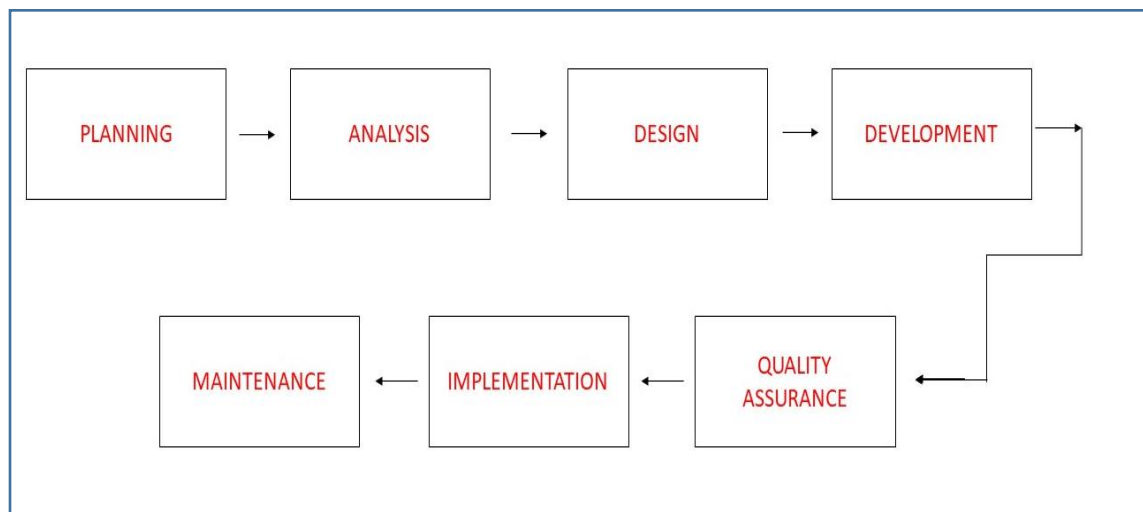 PLANNING
ANALYSIS
DESIGN
DEVELOPMENT
QUALITY
ASSURANCE
IMPLEMENTATION
MAINTENANCE